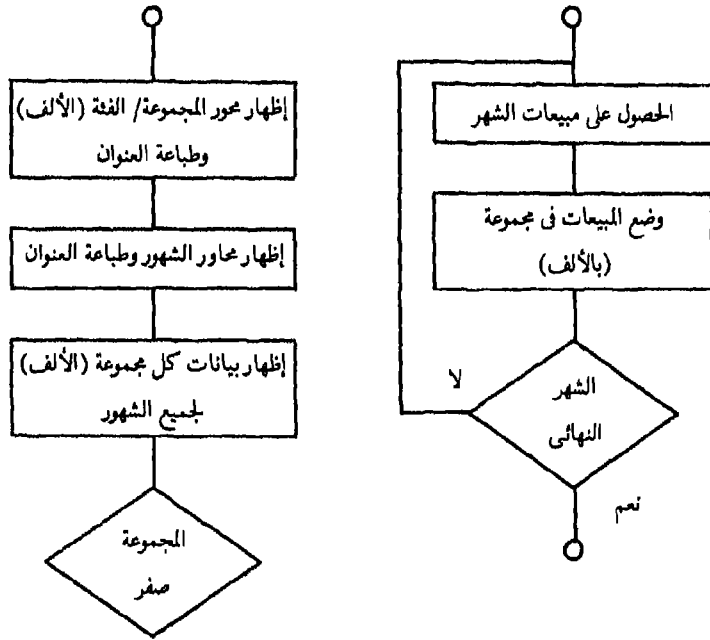 الحصول على مبيعات الشهر
وضع المبيعات فى مجموعة
(بالألف)
الشهر
النهائى
لا
نعم
إظهار محور المجموعة/ الفئة (الألف)
وطباعة العنوان
إظهار محاور الشهور وطباعة العنوان
إظهار بيانات كل مجموعة (الألف)
لجميع الشهور
المجموعة
صفر